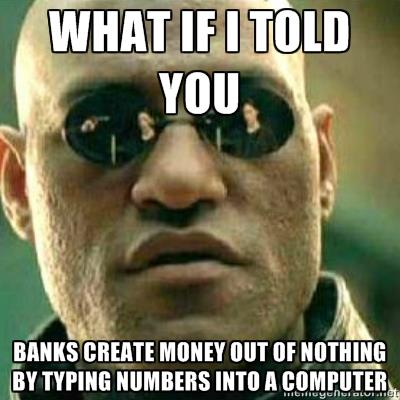 WHAT IF I TOLD
YOU
BANKS CREATE MONEY OUT OF NOTHING
BY TYPING NUMBERS INTO A COMPUTER
memegenerator.net